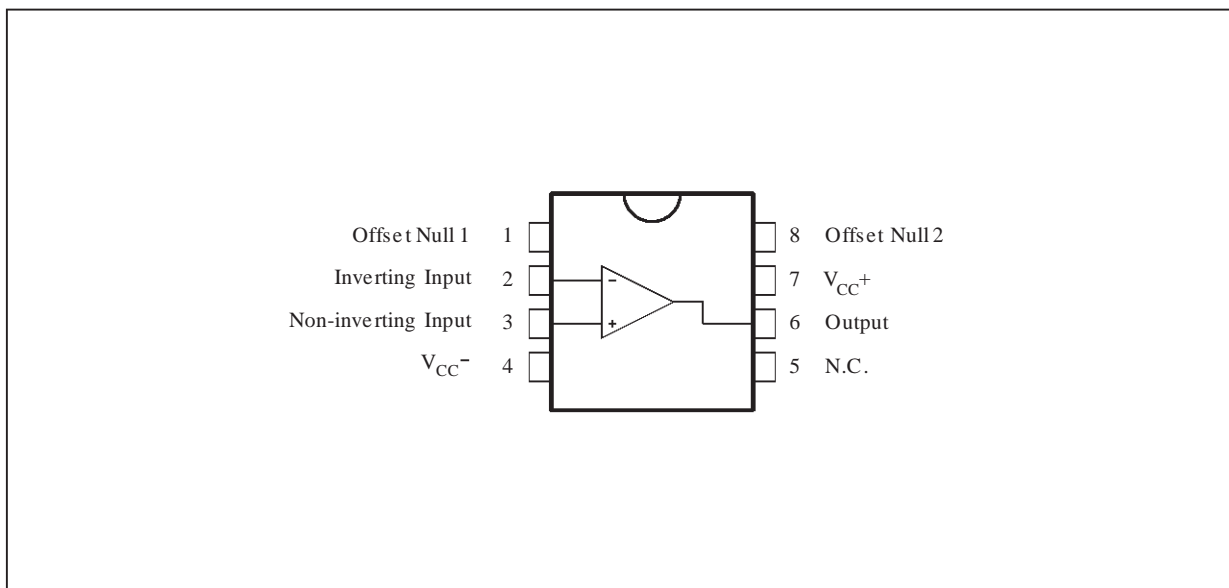 Offset Null 1 1
Inverting Input 2
Non-inverting Input 3
VCC− 4
− 
+
8 Offset Null 2
7 VCC+
6 Output
5 N.C.